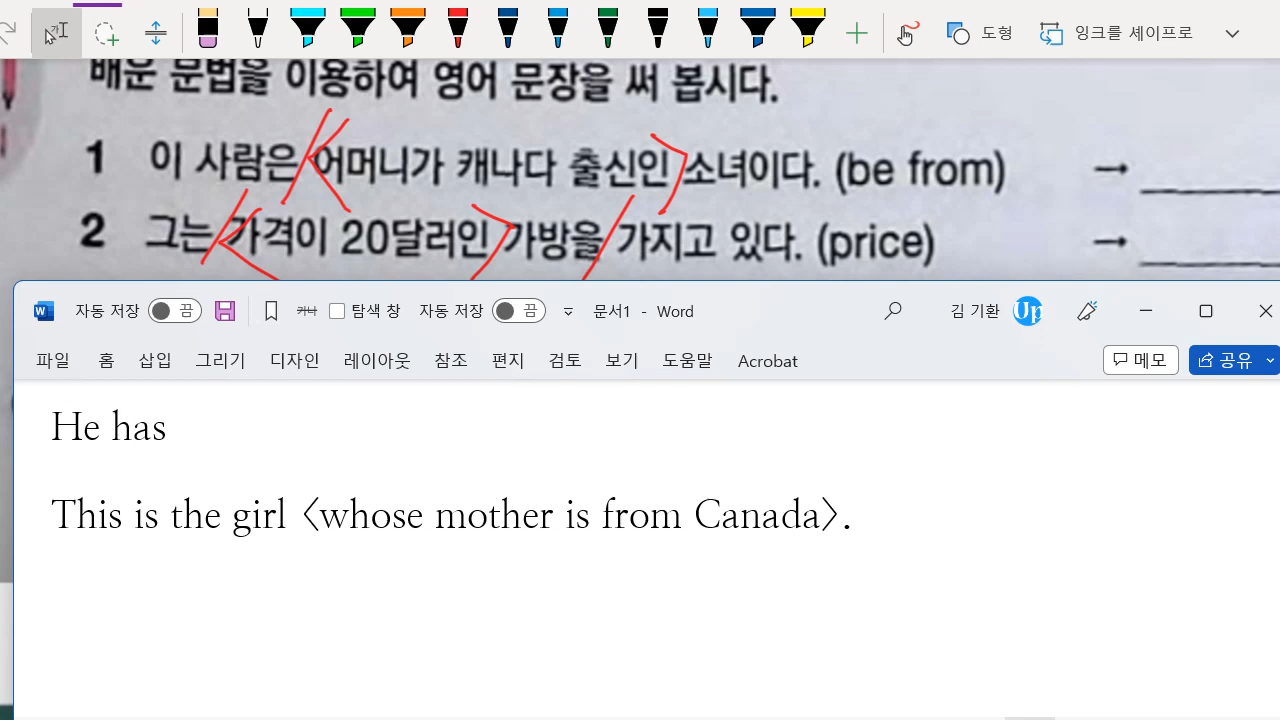 도형
잉크를 셰이프로
배운 문법을 이용하여 영어 문장을 써 봅시다.
1 이 사람은 어머니가 캐나다 출신인 소녀이다. (be from) →
2 그는 가격이 20달러인 가방을 가지고 있다. (price) →
자동 저장 끔 가나 탐색 창 자동 저장 끔 문서1 - Word 김 기환 Up
파일 홈 삽입 그리기 디자인 레이아웃 참조 편지 검토 보기 도움말 Acrobat 메모 공유
He has
This is the girl <whose mother is from Canada>.